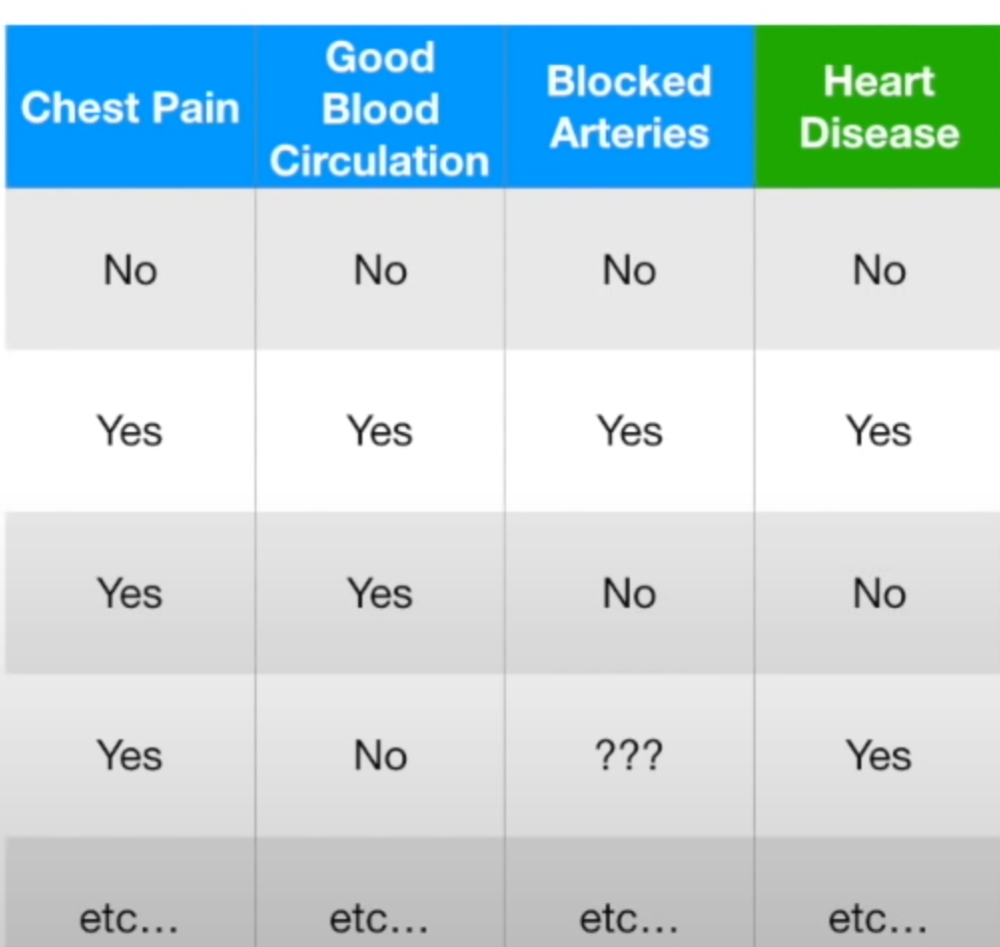 Chest Pain
Good
Blood
Circulation
Blocked
Arteries
Heart
Disease
No No No No
Yes Yes Yes Yes
Yes Yes No No
Yes No ??? Yes
etc... etc... etc... etc...